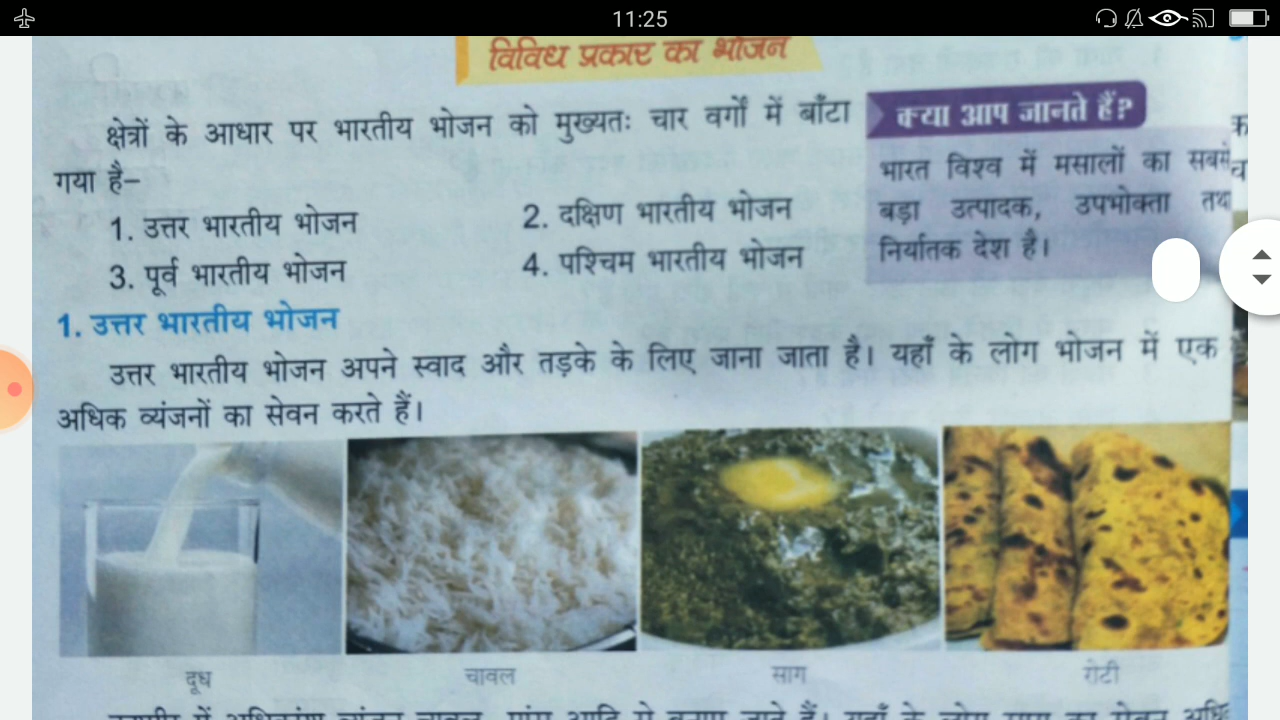 11:25
विविध प्रकार का भोजन
क्षेत्रों के आधार पर भारतीय भोजन को मुख्यतः चार वर्गों में बाँटा
गया है–
1. उत्तर भारतीय भोजन
2. दक्षिण भारतीय भोजन
3. पूर्व भारतीय भोजन
4. पश्चिम भारतीय भोजन
क्या आप जानते हैं?
भारत विश्व में मसालों का सबसे
बड़ा उत्पादक, उपभोक्ता
निर्यातक देश है।
1. उत्तर भारतीय भोजन
उत्तर भारतीय भोजन अपने स्वाद और तड़के के लिए जाना जाता है। यहाँ के लोग भोजन में एक
अधिक व्यंजनों का सेवन करते हैं।
दूध
चावल
साग
रोटी